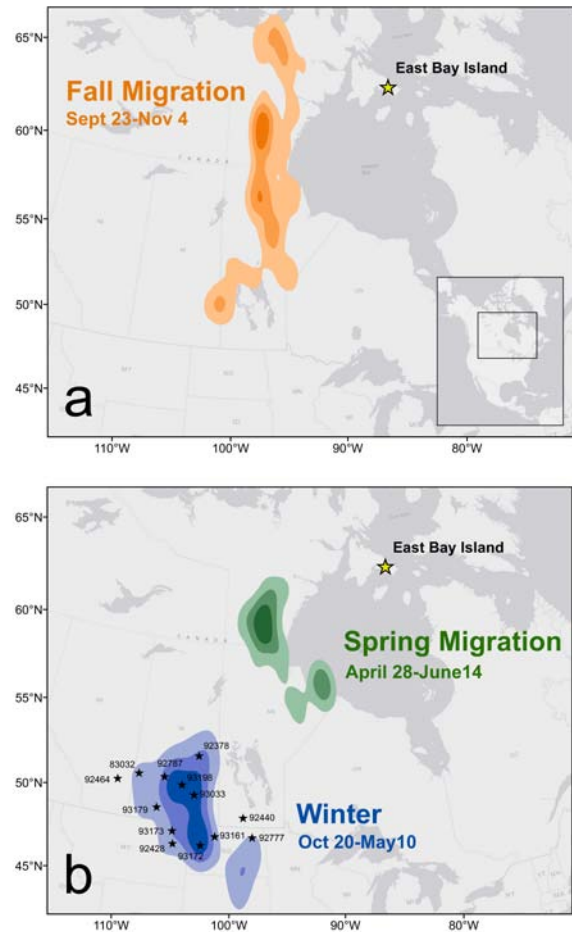 65°N
East Bay Island
Fall Migration
Sept 23-Nov 4
60°N
CANADA
55°N
50°N
45°N
a
110°W
100°W
90°W
80°W
65°N
East Bay Island
60°N
CANADA
Spring Migration
April 28-June14
55°N
92378
83032
92787
92464
93198
50°N
93033
93179
Winter
92440
Oct 20-May10
93173
93161
92777
92428
93172
45°N
b
110°W
100°W
90°W
80°W